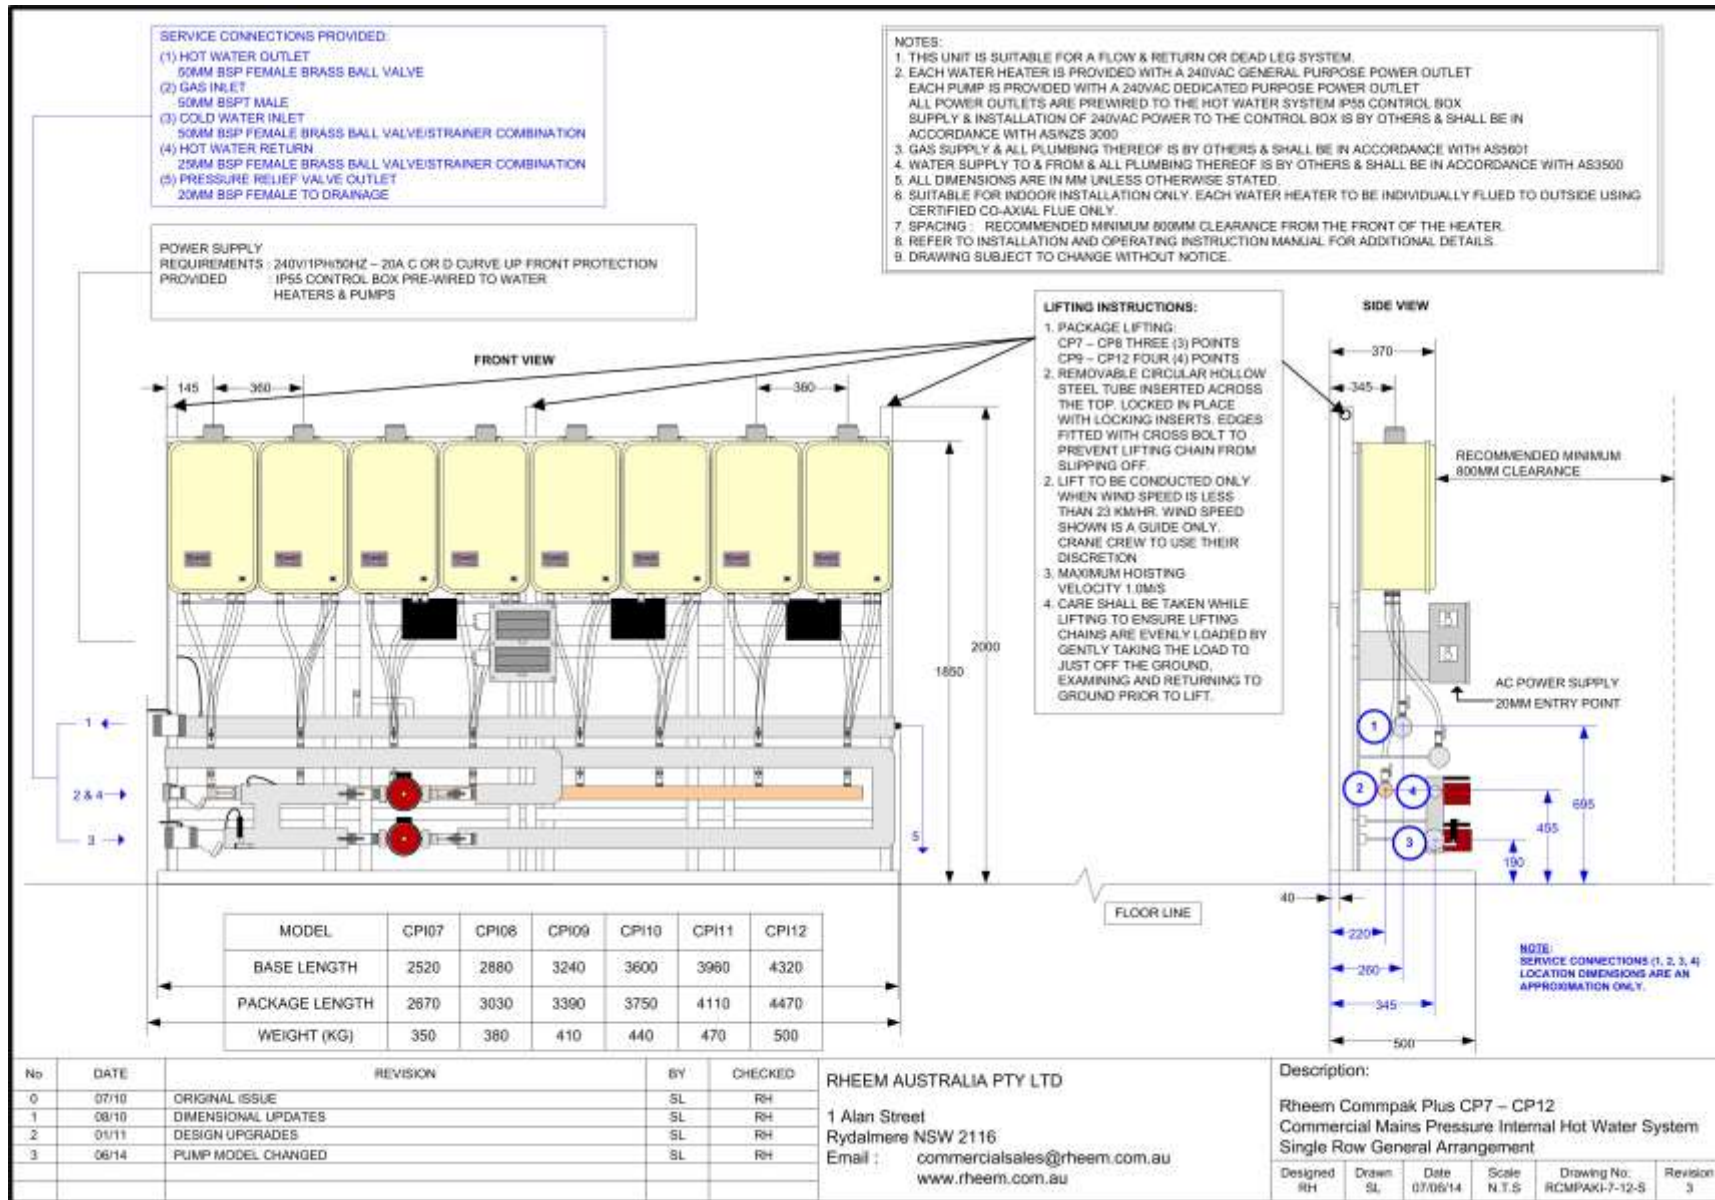 SERVICE CONNECTIONS PROVIDED:
(1) HOT WATER OUTLET
50MM BSP FEMALE BRASS BALL VALVE
(2) GAS INLET
50MM BSPT MALE
(3) COLD WATER INLET
50MM BSP FEMALE BRASS BALL VALVE/STRAINER COMBINATION
(4) HOT WATER RETURN
25MM BSP FEMALE BRASS BALL VALVE/STRAINER COMBINATION
(5) PRESSURE RELIEF VALVE OUTLET
20MM BSP FEMALE TO DRAINAGE
POWER SUPPLY
REQUIREMENTS : 240V/1PH/50HZ – 20A C OR D CURVE UP FRONT PROTECTION
PROVIDED : IP55 CONTROL BOX PRE-WIRED TO WATER
HEATERS & PUMPS
NOTES:
1. THIS UNIT IS SUITABLE FOR A FLOW & RETURN OR DEAD LEG SYSTEM.
2. EACH WATER HEATER IS PROVIDED WITH A 240VAC GENERAL PURPOSE POWER OUTLET
EACH PUMP IS PROVIDED WITH A 240VAC DEDICATED PURPOSE POWER OUTLET
ALL POWER OUTLETS ARE PREWIRED TO THE HOT WATER SYSTEM IP55 CONTROL BOX
SUPPLY & INSTALLATION OF 240VAC POWER TO THE CONTROL BOX IS BY OTHERS & SHALL BE IN
ACCORDANCE WITH AS/NZS 3000
3. GAS SUPPLY & ALL PLUMBING THEREOF IS BY OTHERS & SHALL BE IN ACCORDANCE WITH AS5601
4. WATER SUPPLY TO & FROM & ALL PLUMBING THEREOF IS BY OTHERS & SHALL BE IN ACCORDANCE WITH AS3500
5. ALL DIMENSIONS ARE IN MM UNLESS OTHERWISE STATED.
6. SUITABLE FOR INDOOR INSTALLATION ONLY. EACH WATER HEATER TO BE INDIVIDUALLY FLUED TO OUTSIDE USING
CERTIFIED CO-AXIAL FLUE ONLY.
7. SPACING : RECOMMENDED MINIMUM 800MM CLEARANCE FROM THE FRONT OF THE HEATER.
8. REFER TO INSTALLATION AND OPERATING INSTRUCTION MANUAL FOR ADDITIONAL DETAILS.
9. DRAWING SUBJECT TO CHANGE WITHOUT NOTICE.
LIFTING INSTRUCTIONS:
1. PACKAGE LIFTING:
CP7 – CP8 THREE (3) POINTS
CP9 – CP12 FOUR (4) POINTS
2. REMOVABLE CIRCULAR HOLLOW
STEEL TUBE INSERTED ACROSS
THE TOP. LOCKED IN PLACE
WITH LOCKING INSERTS. EDGES
FITTED WITH CROSS BOLT TO
PREVENT LIFTING CHAIN FROM
SLIPPING OFF.
2. LIFT TO BE CONDUCTED ONLY
WHEN WIND SPEED IS LESS
THAN 23 KM/HR. WIND SPEED
SHOWN IS A GUIDE ONLY.
CRANE CREW TO USE THEIR
DISCRETION
3. MAXIMUM HOISTING
VELOCITY 1.0M/S
4. CARE SHALL BE TAKEN WHILE
LIFTING TO ENSURE LIFTING
CHAINS ARE EVENLY LOADED BY
GENTLY TAKING THE LOAD TO
JUST OFF THE GROUND,
EXAMINING AND RETURNING TO
GROUND PRIOR TO LIFT.
FRONT VIEW
145 360 360
1850
2000
1
2 & 4
3
5
SIDE VIEW
370
345
RECOMMENDED MINIMUM
800MM CLEARANCE
AC POWER SUPPLY
20MM ENTRY POINT
1
2
4
3
695
455
190
40
220
260
345
500
FLOOR LINE
NOTE:
SERVICE CONNECTIONS (1, 2, 3, 4)
LOCATION DIMENSIONS ARE AN
APPROXIMATION ONLY.
MODEL CPI07 CPI08 CPI09 CPI10 CPI11 CPI12
BASE LENGTH 2520 2880 3240 3600 3960 4320
PACKAGE LENGTH 2670 3030 3390 3750 4110 4470
WEIGHT (KG) 350 380 410 440 470 500
No DATE REVISION BY CHECKED
0 07/10 ORIGINAL ISSUE SL RH
1 08/10 DIMENSIONAL UPDATES SL RH
2 01/11 DESIGN UPGRADES SL RH
3 06/14 PUMP MODEL CHANGED SL RH
RHEEM AUSTRALIA PTY LTD
1 Alan Street
Rydalmere NSW 2116
Email : commercialsales@rheem.com.au
www.rheem.com.au
Description:
Rheem Commpak Plus CP7 – CP12
Commercial Mains Pressure Internal Hot Water System
Single Row General Arrangement
Designed Drawn Date Scale Drawing No: Revision
RH SL 07/06/14 N.T.S RCMPAKI-7-12-S 3